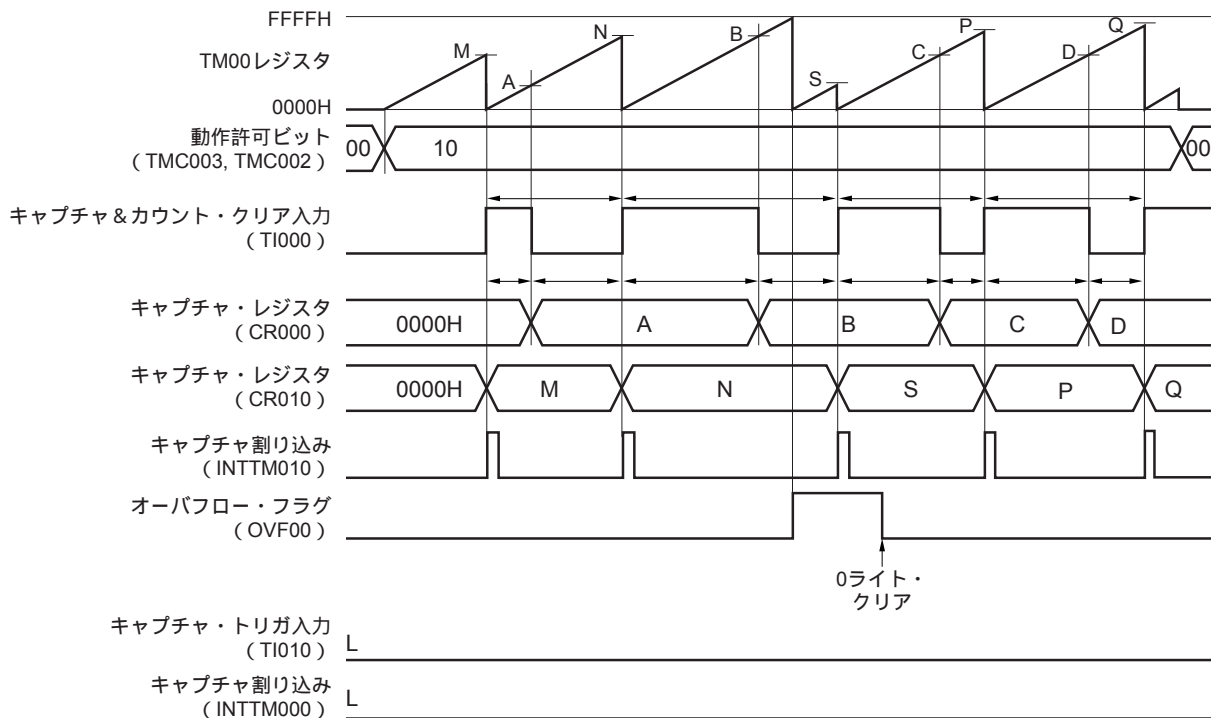 FFFFH
TM00レジスタ
0000H
M
A
N
B
S
C
P
D
Q
動作許可ビット
（TMC003, TMC002）
00
10
00
キャプチャ＆カウント・クリア入力
（TI000）
キャプチャ・レジスタ
（CR000）
0000H
A
B
C
D
キャプチャ・レジスタ
（CR010）
0000H
M
N
S
P
Q
キャプチャ割り込み
（INTTM010）
オーバフロー・フラグ
（OVF00）
0ライト・
クリア
キャプチャ・トリガ入力
（TI010）
L
キャプチャ割り込み
（INTTM000）
L